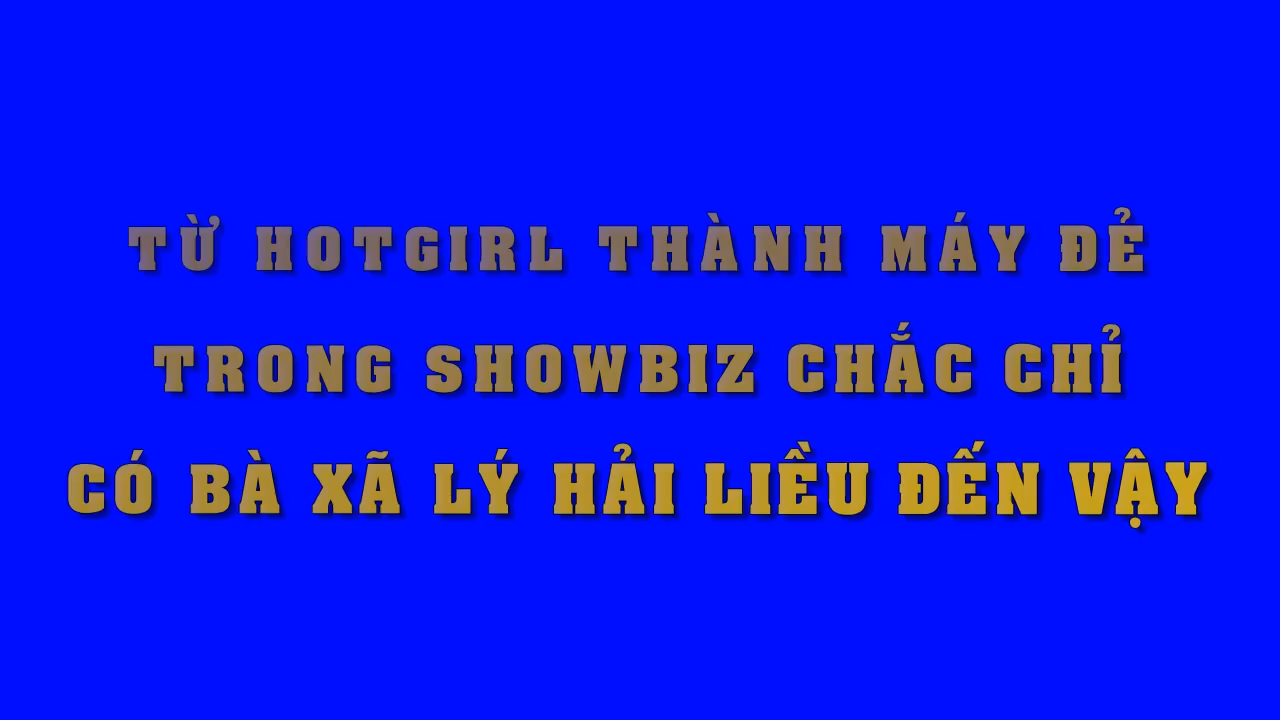 TỪ HOTGIRL THÀNH MÁY ĐẺ
TRONG SHOWBIZ CHẮC CHỈ
CÓ BÀ XÃ LÝ HẢI LIỀU ĐẾN VẬY